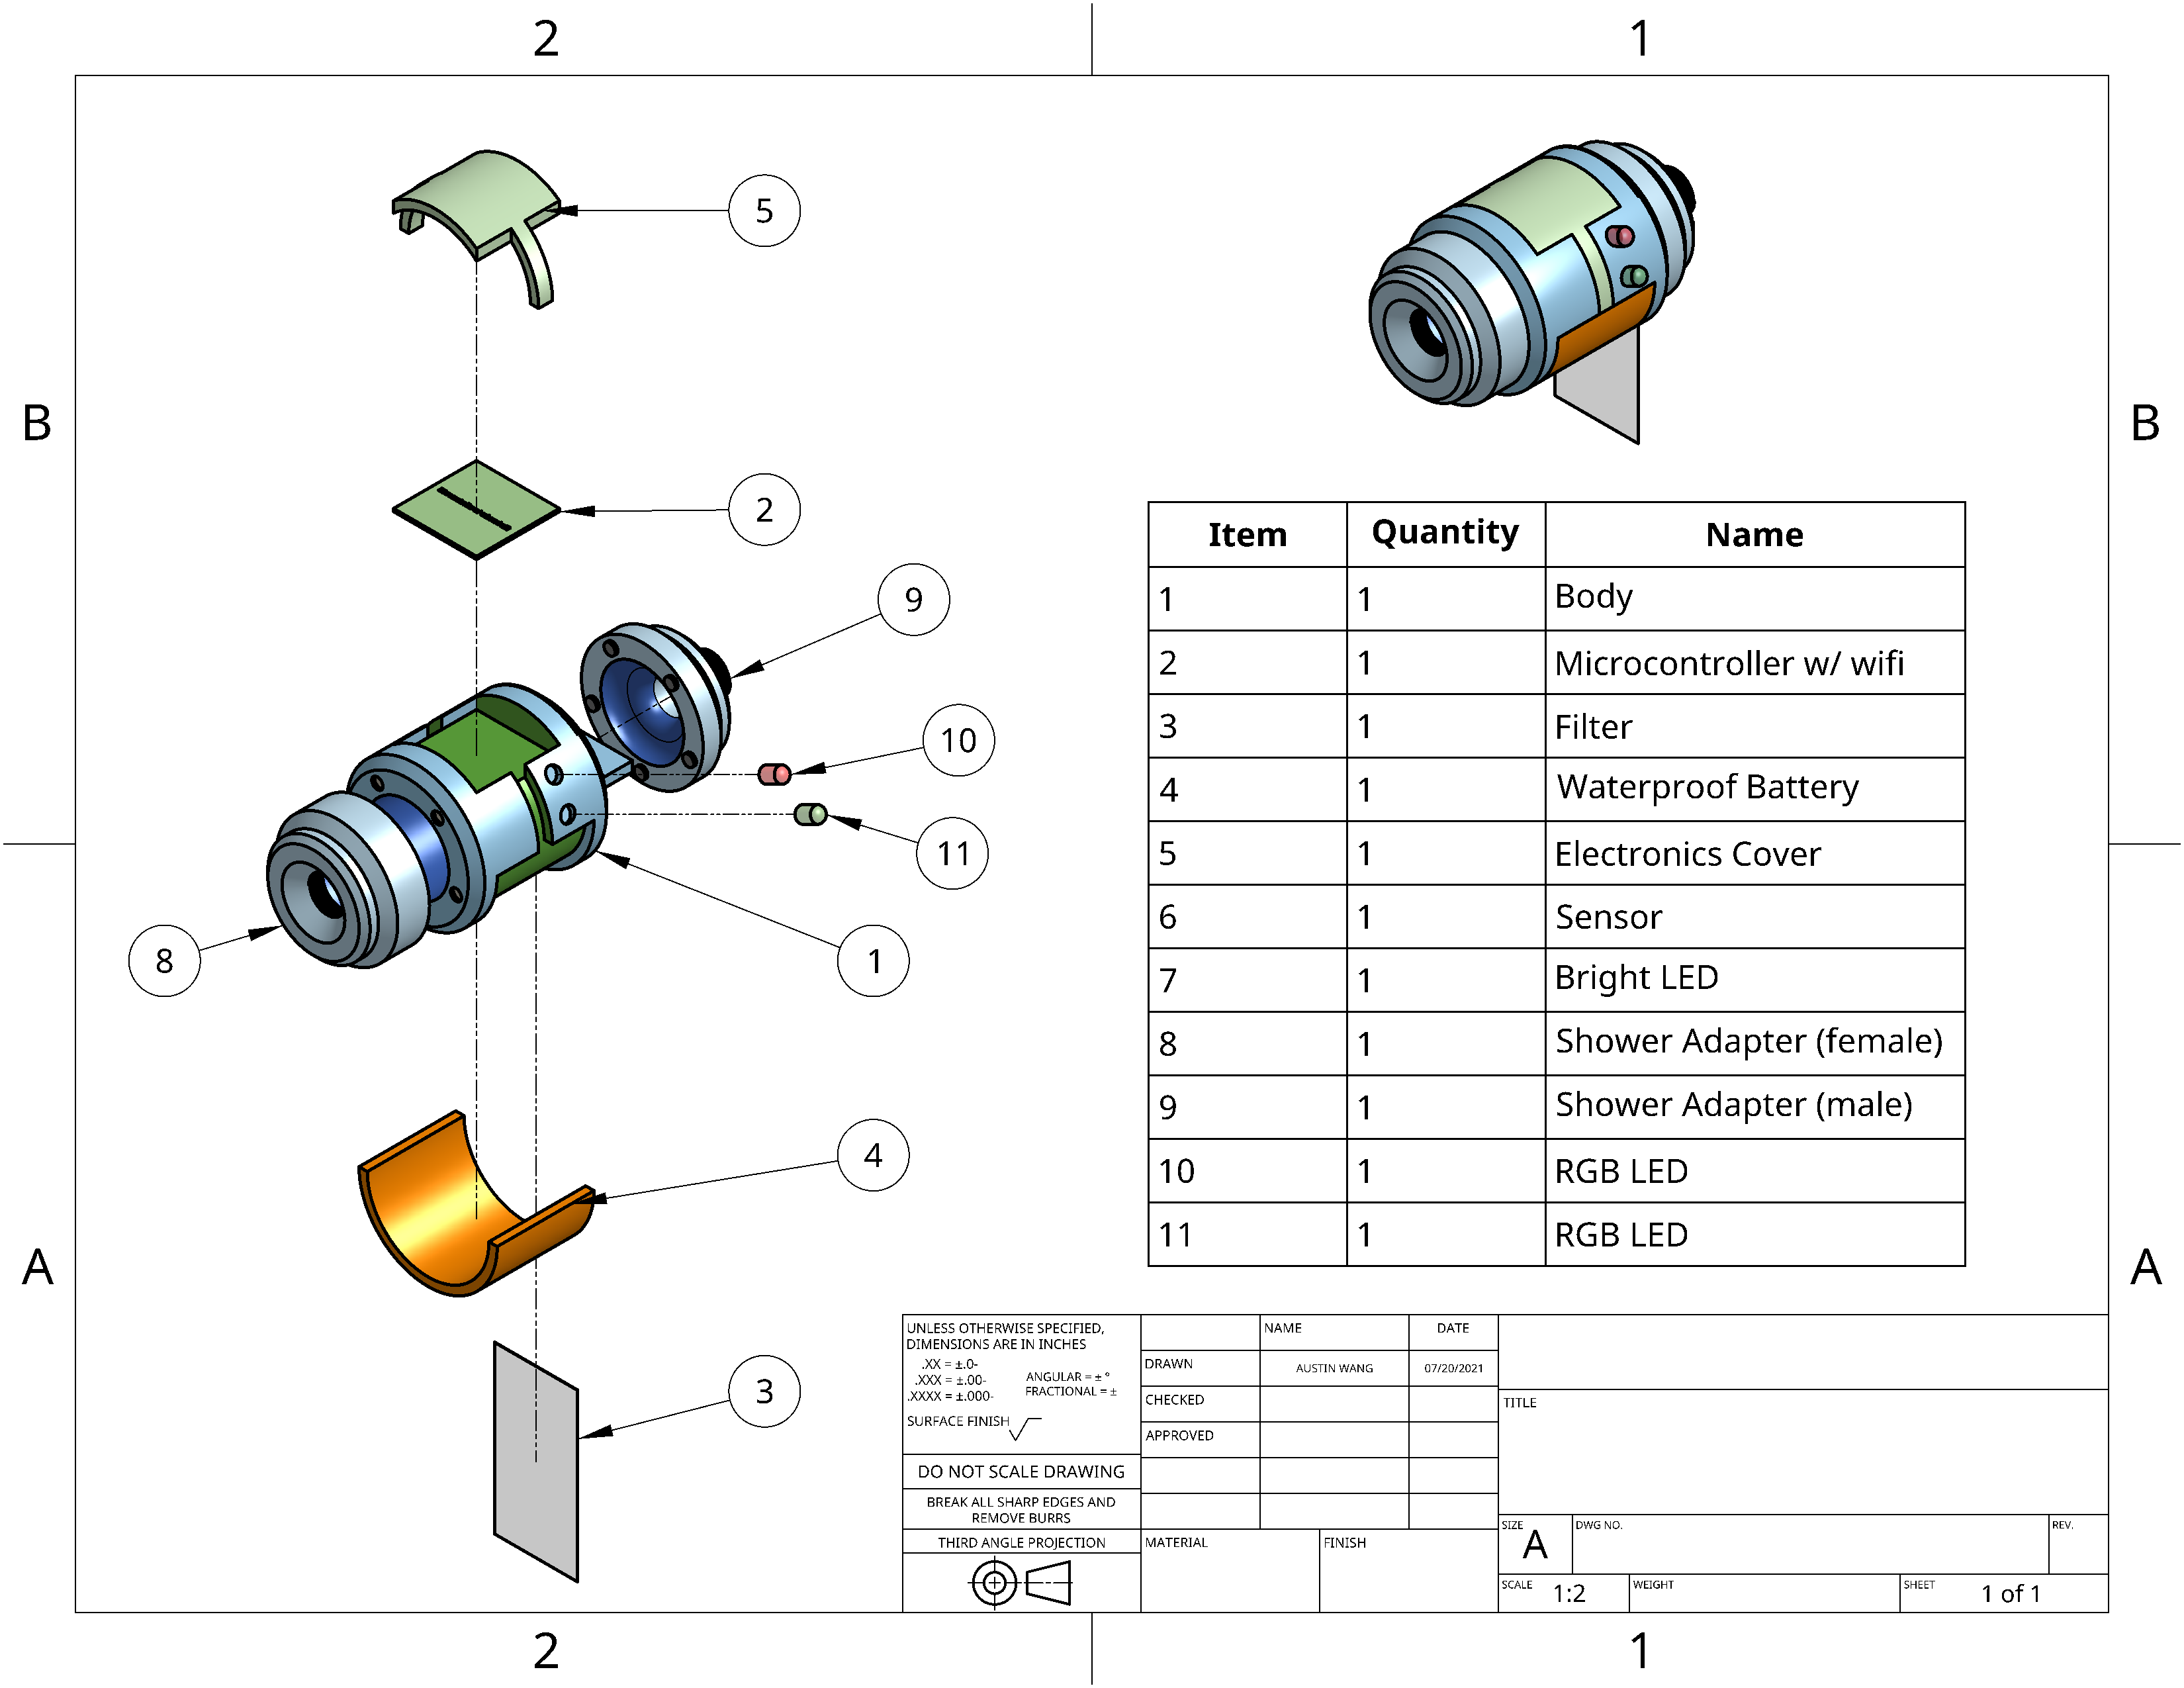 2 1
B B
A A
2 1
5
2
9
10
11
1
8
4
3
Item Quantity Name
1 1 Body
2 1 Microcontroller w/ wifi
3 1 Filter
4 1 Waterproof Battery
5 1 Electronics Cover
6 1 Sensor
7 1 Bright LED
8 1 Shower Adapter (female)
9 1 Shower Adapter (male)
10 1 RGB LED
11 1 RGB LED
UNLESS OTHERWISE SPECIFIED,
DIMENSIONS ARE IN INCHES
.XX = ±.0-
.XXX = ±.00-
.XXXX = ±.000-
ANGULAR = ± °
FRACTIONAL = ±
SURFACE FINISH
DO NOT SCALE DRAWING
BREAK ALL SHARP EDGES AND
REMOVE BURRS
THIRD ANGLE PROJECTION
NAME DATE
DRAWN AUSTIN WANG 07/20/2021
CHECKED
APPROVED
MATERIAL FINISH
TITLE
SIZE A DWG NO. REV.
SCALE 1:2 WEIGHT SHEET 1 of 1